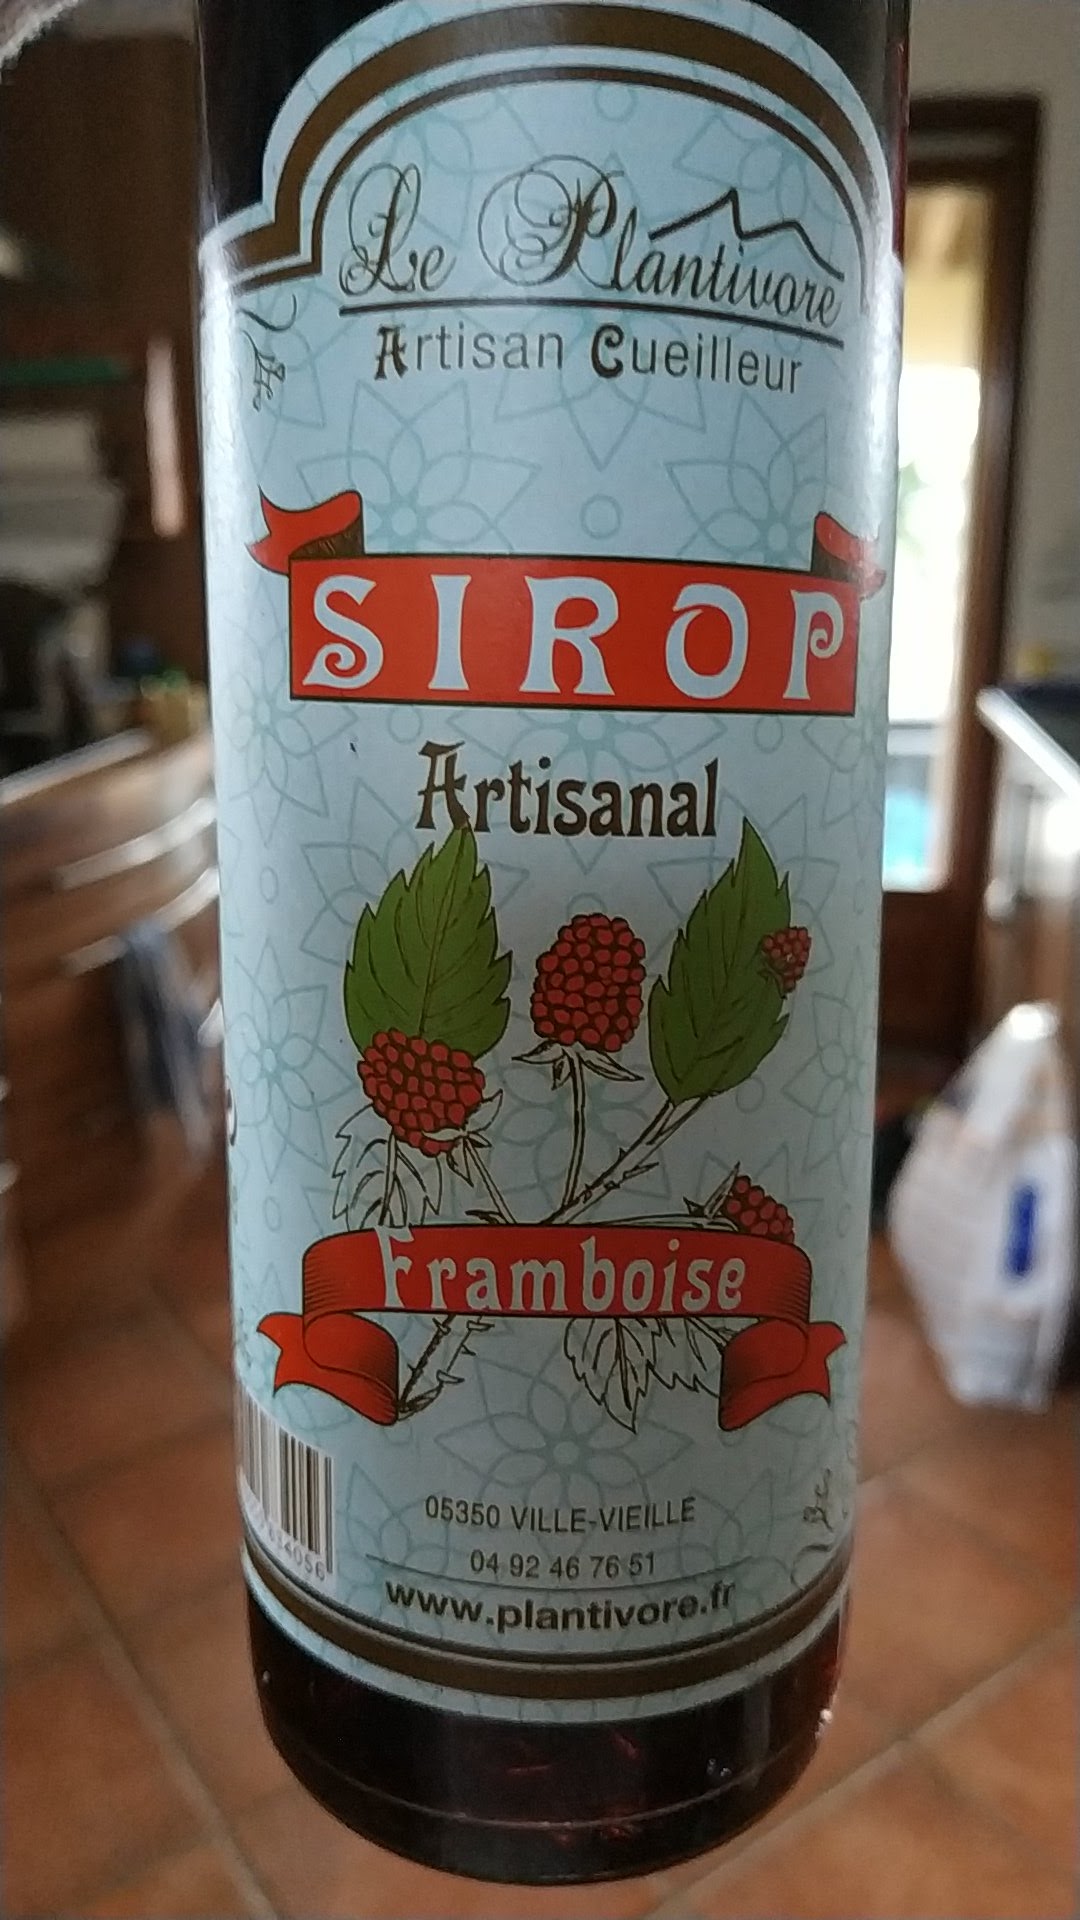 Le Plantivore
Artisan Cueilleur
SIROP
Artisanal
Framboise
05350 VILLE-VIEILLE
04 92 46 76 51
www.plantivore.fr